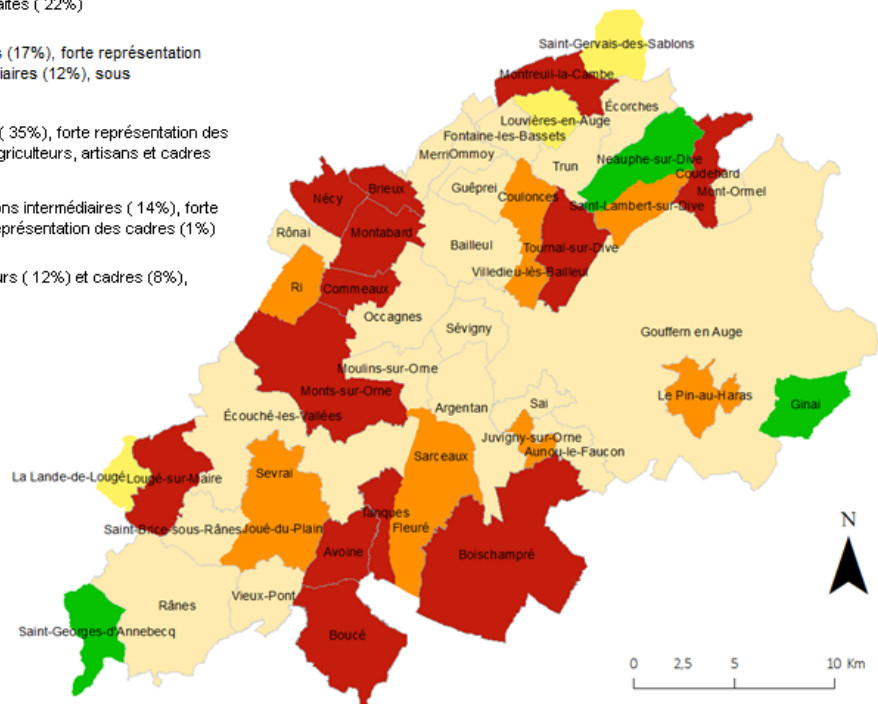 aites ( 22%)
s (17%), forte représentation
iaires (12%), sous
( 35%), forte représentation des
griculteurs, artisans et cadres
ons intermédiaires ( 14%), forte
eprésentation des cadres (1%)
urs ( 12%) et cadres (8%),
Saint-Gervais-des-Sablons
Montreuil-la-Cambe
Écorches
Louvières-en-Auge
Fontaine-les-Bassets
Merri
Ommoy
Trun
Neauphe-sur-Dive
Coudehard
Guêprei
Coulonces
Mont-Ormel
Saint-Lambert-sur-Dive
Nécy
Brieux
Rônai
Montabard
Bailleul
Tournai-sur-Dive
Villedieu-lès-Bailleul
Ri
Commeaux
Occagnes
Sévigny
Gouffern en Auge
Moulins-sur-Orne
Monts-sur-Orne
Le Pin-au-Haras
Ginai
Écouché-les-Vallées
Argentan
Sai
Juvigny-sur-Orne
Aunou-le-Faucon
Sarceaux
La Lande-de-Lougé
Lougé-sur-Maire
Sevrai
Tanques
Saint-Brice-sous-Rânes
Joué-du-Plain
Fleuré
Avoine
Boischampré
Vieux-Pont
Rânes
Saint-Georges-d'Annebecq
Boucé
N
0 2,5 5 10 Km